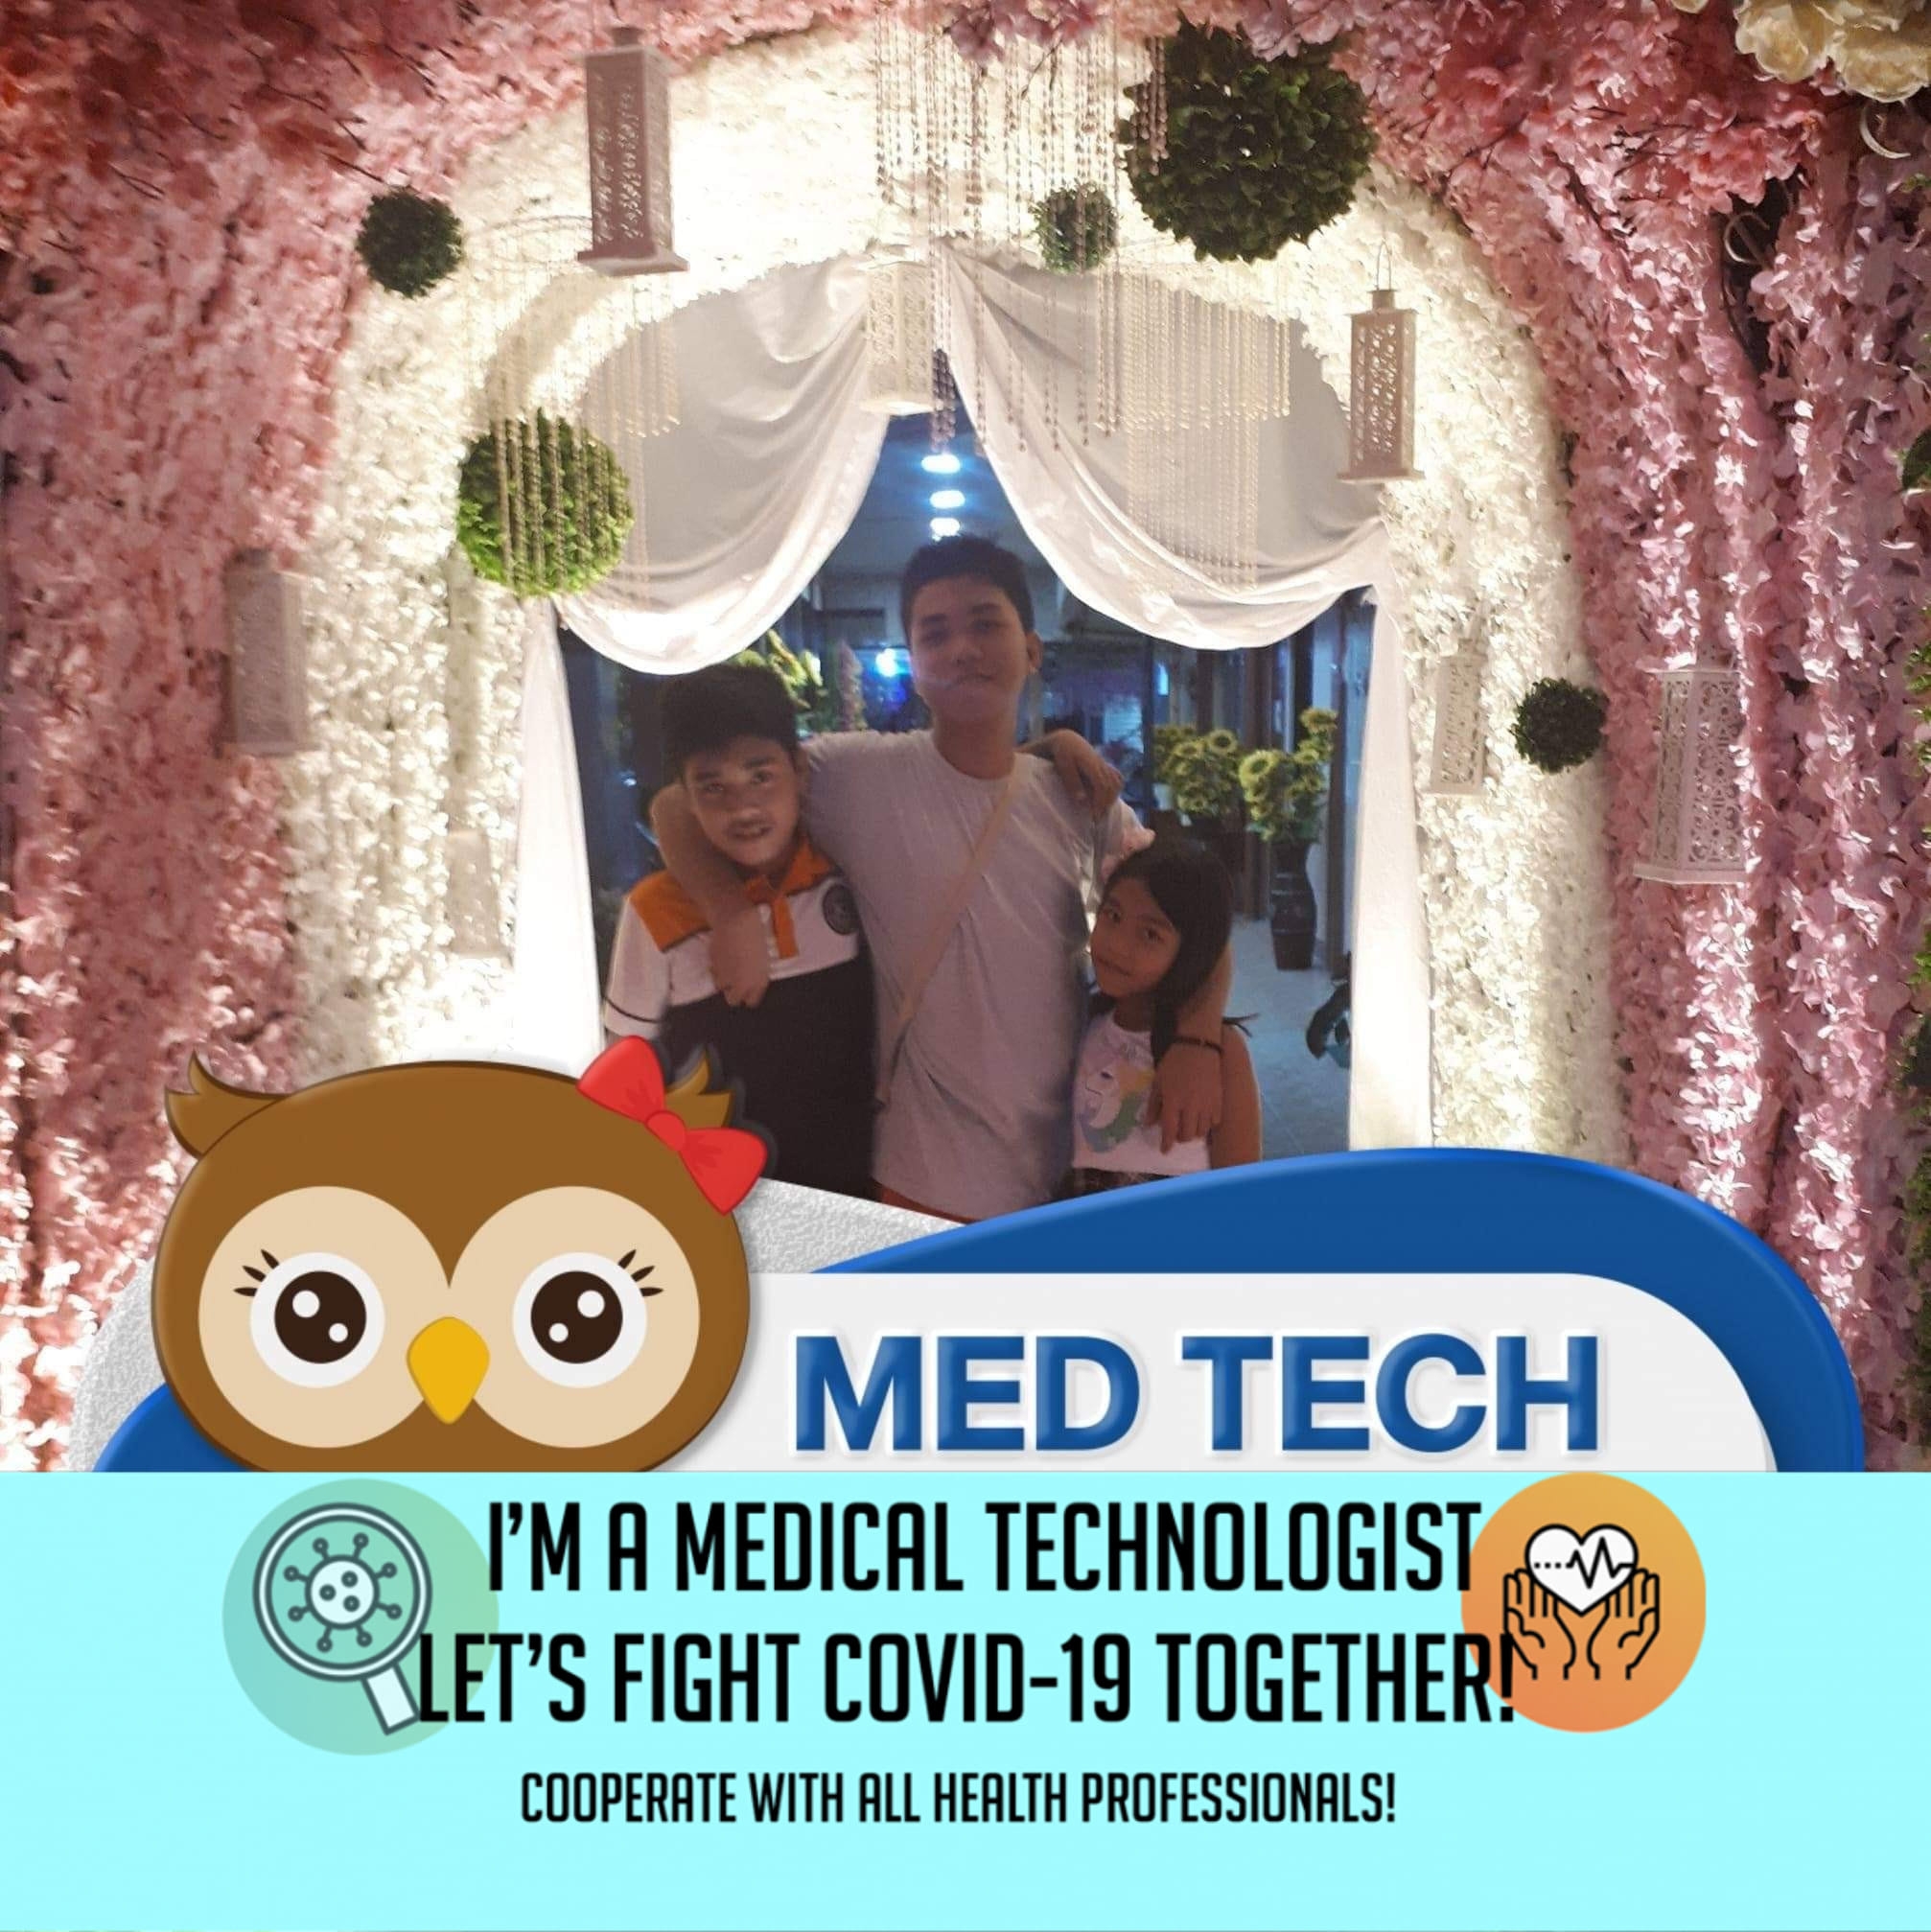 MED TECH
I'M A MEDICAL TECHNOLOGIST
LET'S FIGHT COVID-19 TOGETHER!
COOPERATE WITH ALL HEALTH PROFESSIONALS!